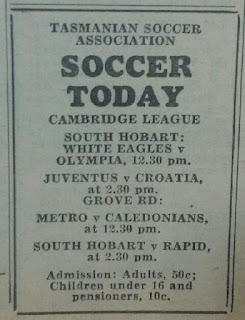 TASMANIAN SOCCER
ASSOCIATION
SOCCER
TODAY
CAMBRIDGE LEAGUE
SOUTH HOBART:
WHITE EAGLES v
OLYMPIA, 12.30 pm.
JUVENTUS v CROATIA,
at 2.30 pm.
GROVE RD:
METRO v CALEDONIANS,
at 12.30 pm.
SOUTH HOBART v RAPID,
at 2.30 pm.
Admission: Adults, 50c;
Children under 16 and
pensioners, 10c.